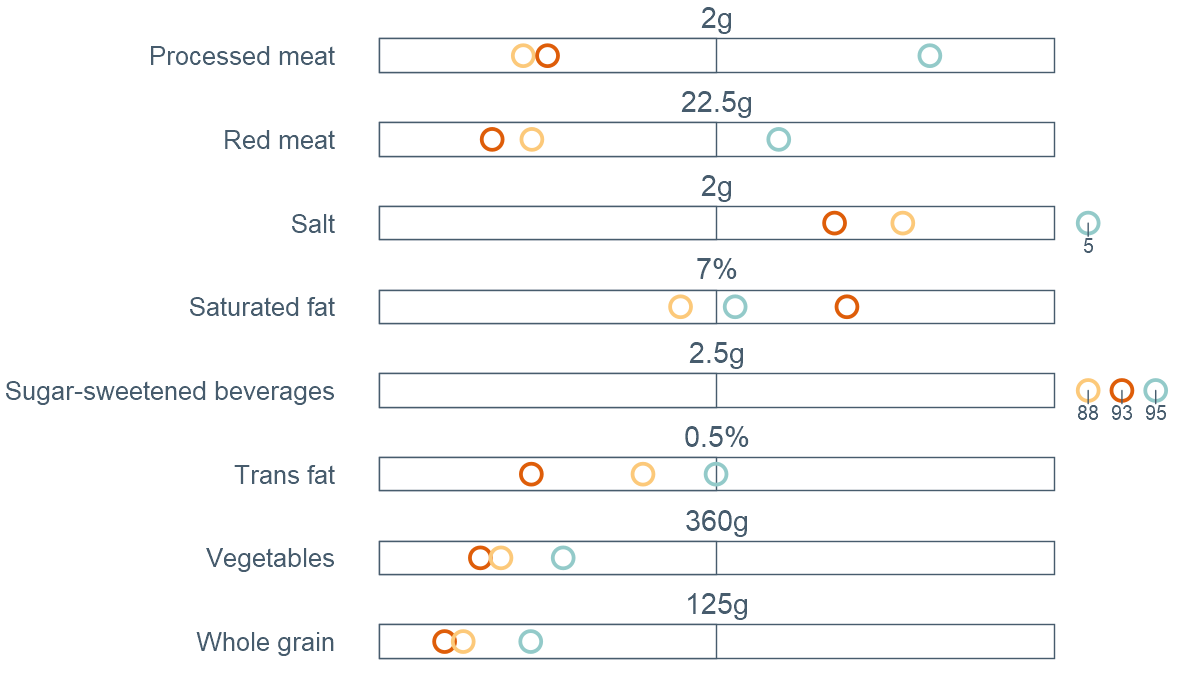 2g
Processed meat
22.5g
Red meat
2g
Salt
5
7%
Saturated fat
2.5g
Sugar-sweetened beverages
88 93 95
0.5%
Trans fat
360g
Vegetables
125g
Whole grain